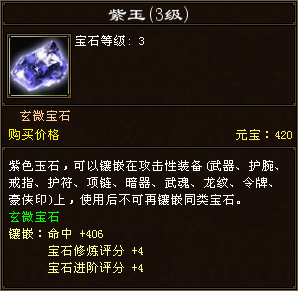 紫玉(3级)
宝石等级: 3
玄微宝石
购买价格 元宝: 420
紫色玉石，可以镶嵌在攻击性装备(武器、护腕、
戒指、护符、项链、暗器、武魂、龙纹、令牌、
豪侠印)上，使用后不可再镶嵌同类宝石。
玄微宝石
镶嵌: 命中 +406
宝石修炼评分 +4
宝石进阶评分 +4